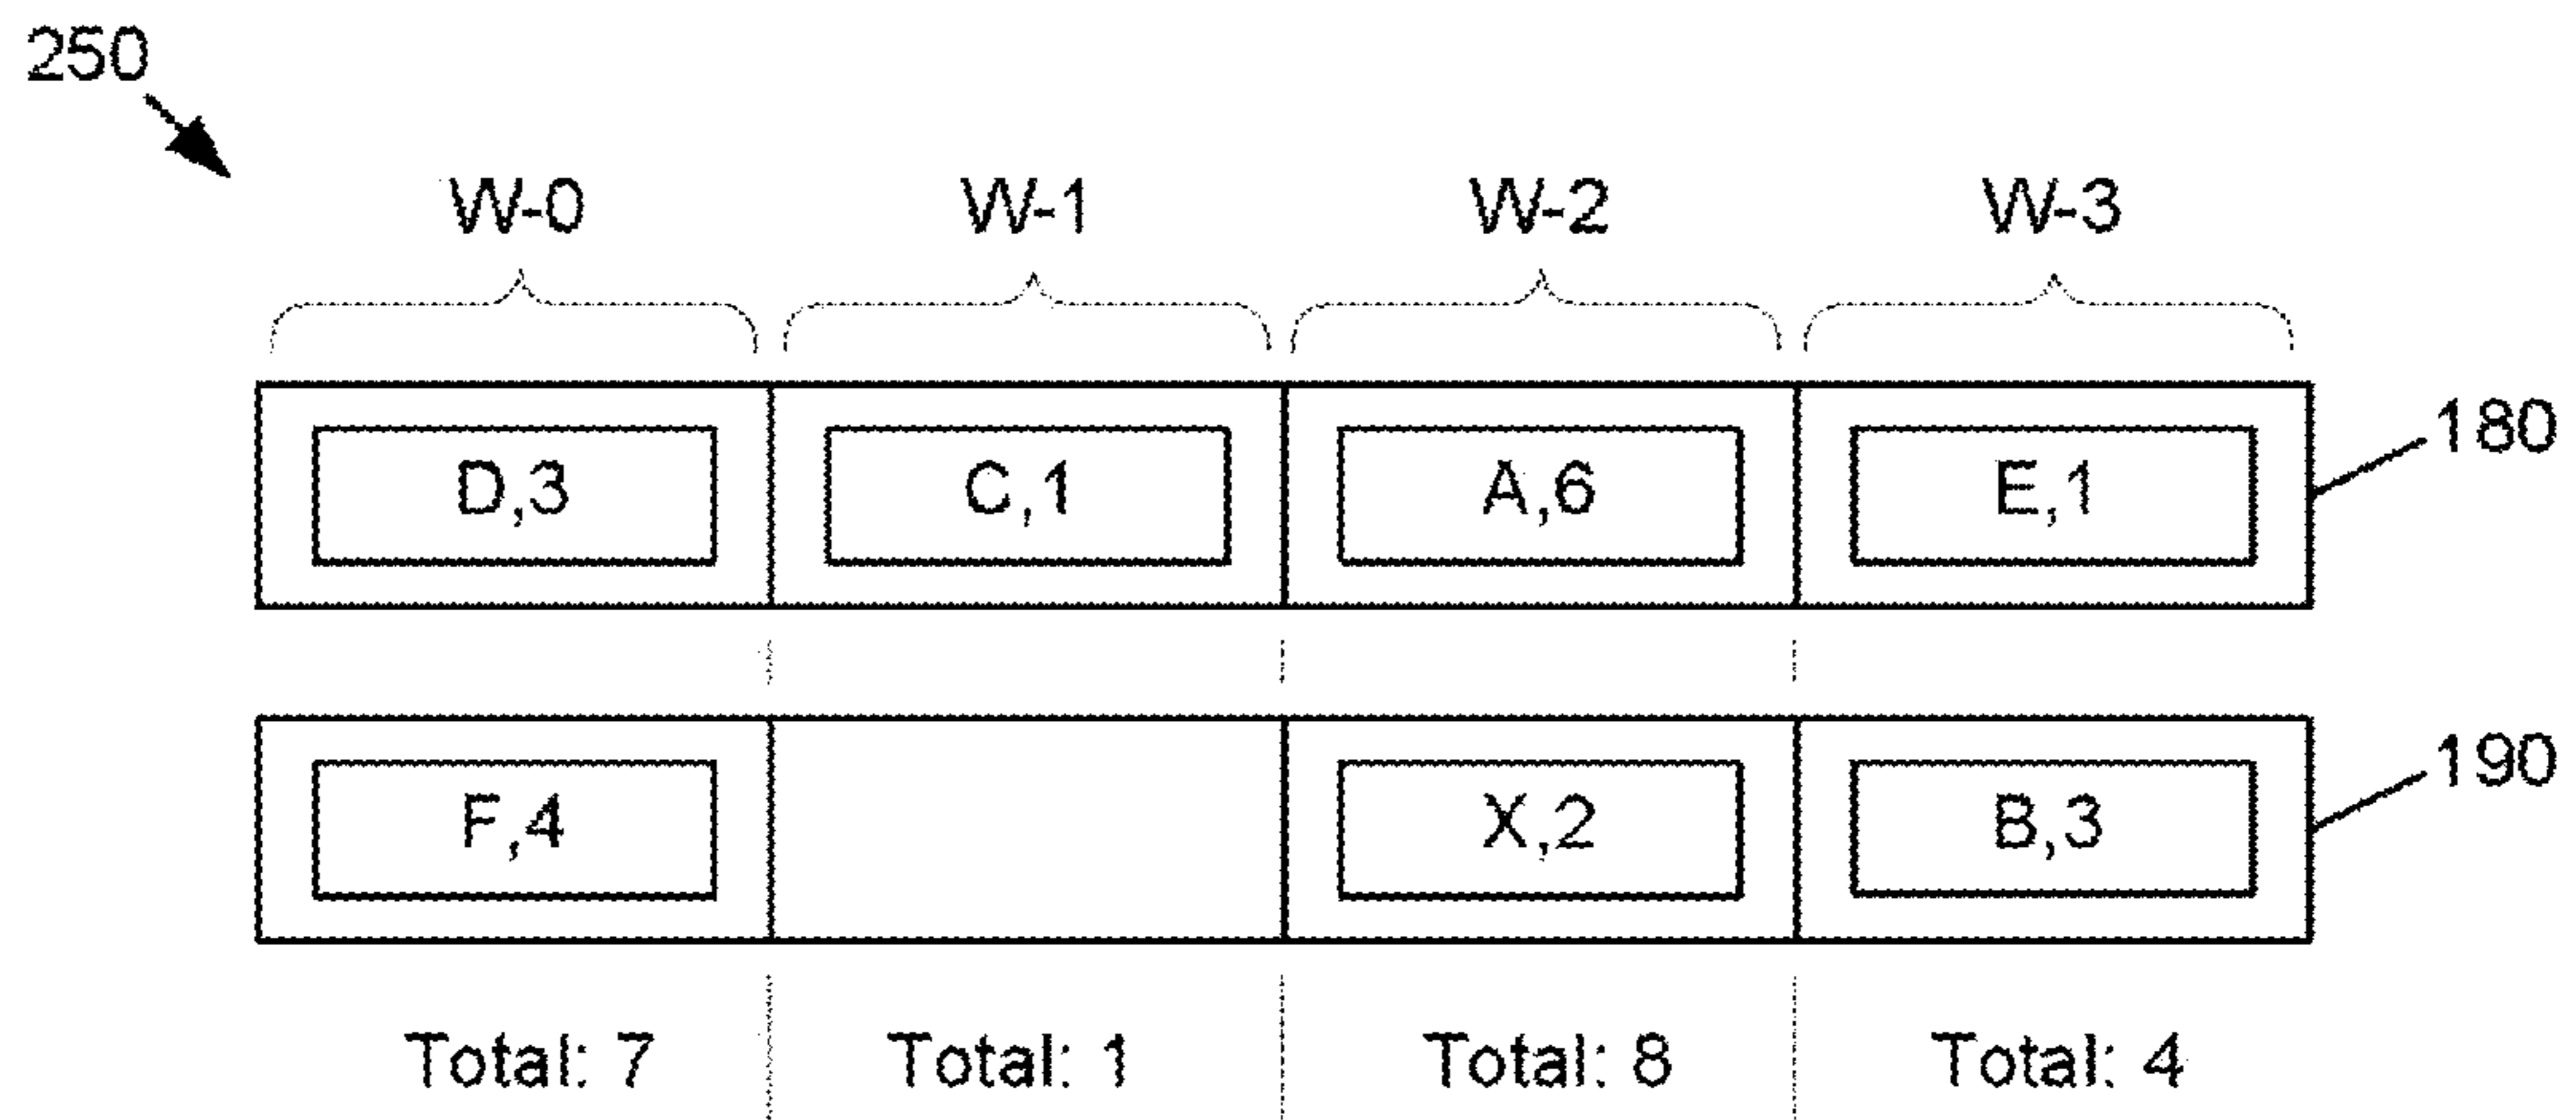 250
W-0 W-1 W-2 W-3
D,3 C,1 A,6 E,1 180
F,4 X,2 B,3 190
Total: 7 Total: 1 Total: 8 Total: 4